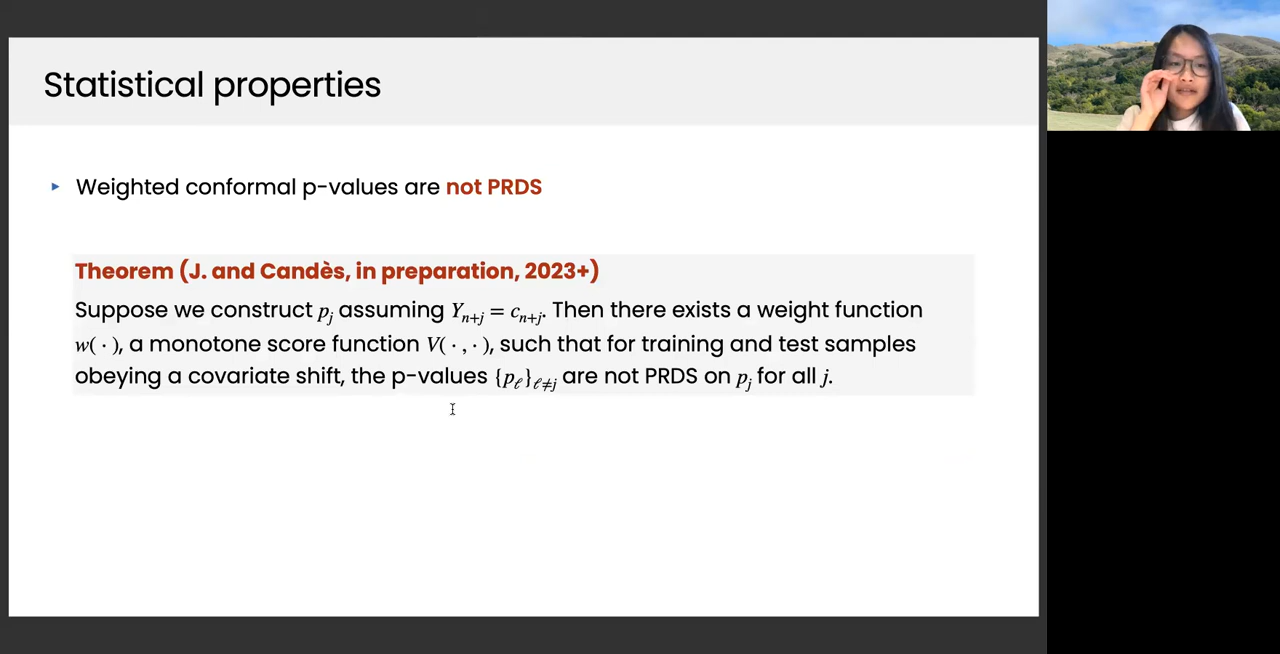 Statistical properties
▸ Weighted conformal p-values are not PRDS
Theorem (J. and Candès, in preparation, 2023+)
Suppose we construct p_j assuming Y_{n+j} = c_{n+j}. Then there exists a weight function
w(·), a monotone score function V(·,·), such that for training and test samples
obeying a covariate shift, the p-values {p_ℓ}_{ℓ≠j} are not PRDS on p_j for all j.